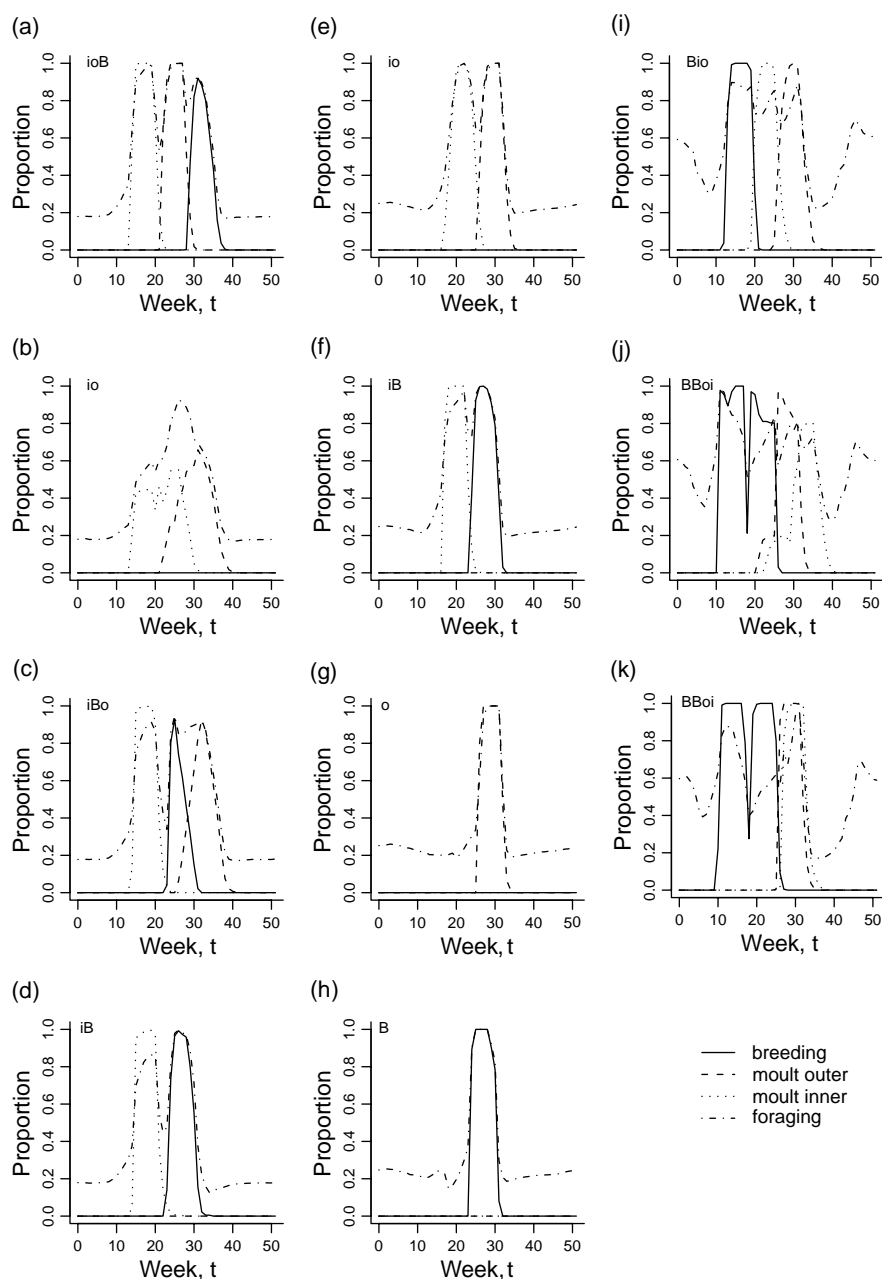 (a)
ioB
Proportion
0.0 0.2 0.4 0.6 0.8 1.0
0 10 20 30 40 50
Week, t
(e)
io
Proportion
0.0 0.2 0.4 0.6 0.8 1.0
0 10 20 30 40 50
Week, t
(i)
Bio
Proportion
0.0 0.2 0.4 0.6 0.8 1.0
0 10 20 30 40 50
Week, t
(b)
io
Proportion
0.0 0.2 0.4 0.6 0.8 1.0
0 10 20 30 40 50
Week, t
(f)
iB
Proportion
0.0 0.2 0.4 0.6 0.8 1.0
0 10 20 30 40 50
Week, t
(j)
BBoi
Proportion
0.0 0.2 0.4 0.6 0.8 1.0
0 10 20 30 40 50
Week, t
(c)
iBo
Proportion
0.0 0.2 0.4 0.6 0.8 1.0
0 10 20 30 40 50
Week, t
(g)
o
Proportion
0.0 0.2 0.4 0.6 0.8 1.0
0 10 20 30 40 50
Week, t
(k)
BBoi
Proportion
0.0 0.2 0.4 0.6 0.8 1.0
0 10 20 30 40 50
Week, t
(d)
iB
Proportion
0.0 0.2 0.4 0.6 0.8 1.0
0 10 20 30 40 50
Week, t
(h)
B
Proportion
0.0 0.2 0.4 0.6 0.8 1.0
0 10 20 30 40 50
Week, t
breeding
moult outer
moult inner
foraging